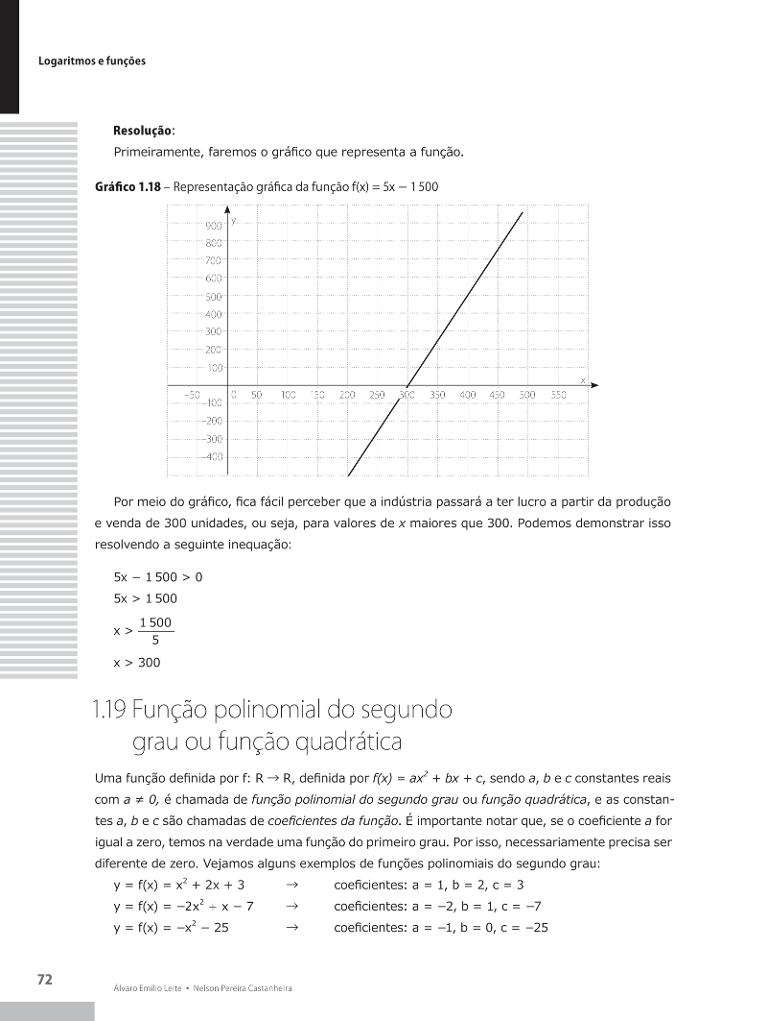 Logaritmos e funções
Resolução:
Primeiramente, faremos o gráfico que representa a função.
Gráfico 1.18 – Representação gráfica da função f(x) = 5x − 1 500
y
900
800
700
600
500
400
300
200
100
x
−50 0 50 100 150 200 250 300 350 400 450 500 550
−100
−200
−300
−400
Por meio do gráfico, fica fácil perceber que a indústria passará a ter lucro a partir da produção
e venda de 300 unidades, ou seja, para valores de x maiores que 300. Podemos demonstrar isso
resolvendo a seguinte inequação:
5x − 1 500 > 0
5x > 1 500
x > 1 500
5
x > 300
1.19 Função polinomial do segundo
grau ou função quadrática
Uma função definida por f: R → R, definida por f(x) = ax² + bx + c, sendo a, b e c constantes reais
com a ≠ 0, é chamada de função polinomial do segundo grau ou função quadrática, e as constan-
tes a, b e c são chamadas de coeficientes da função. É importante notar que, se o coeficiente a for
igual a zero, temos na verdade uma função do primeiro grau. Por isso, necessariamente precisa ser
diferente de zero. Vejamos alguns exemplos de funções polinomiais do segundo grau:
y = f(x) = x² + 2x + 3 → coeficientes: a = 1, b = 2, c = 3
y = f(x) = −2x² + x − 7 → coeficientes: a = −2, b = 1, c = −7
y = f(x) = −x² − 25 → coeficientes: a = −1, b = 0, c = −25
72
Álvaro Emílio Leite • Nelson Pereira Castanheira